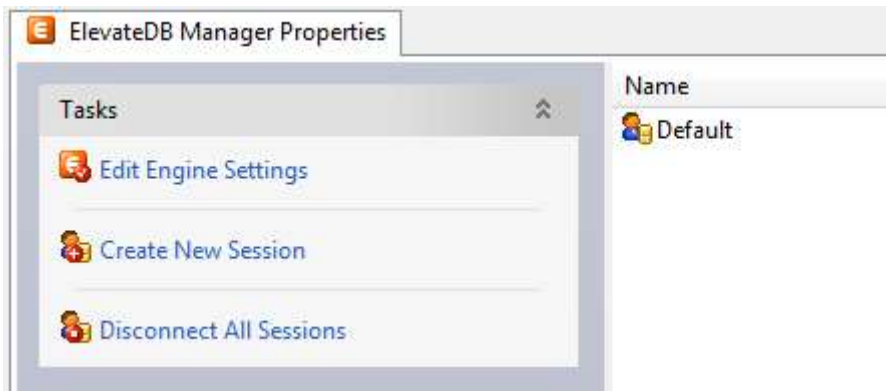 ElevateDB Manager Properties
Tasks
Edit Engine Settings
Create New Session
Disconnect All Sessions
Name
Default